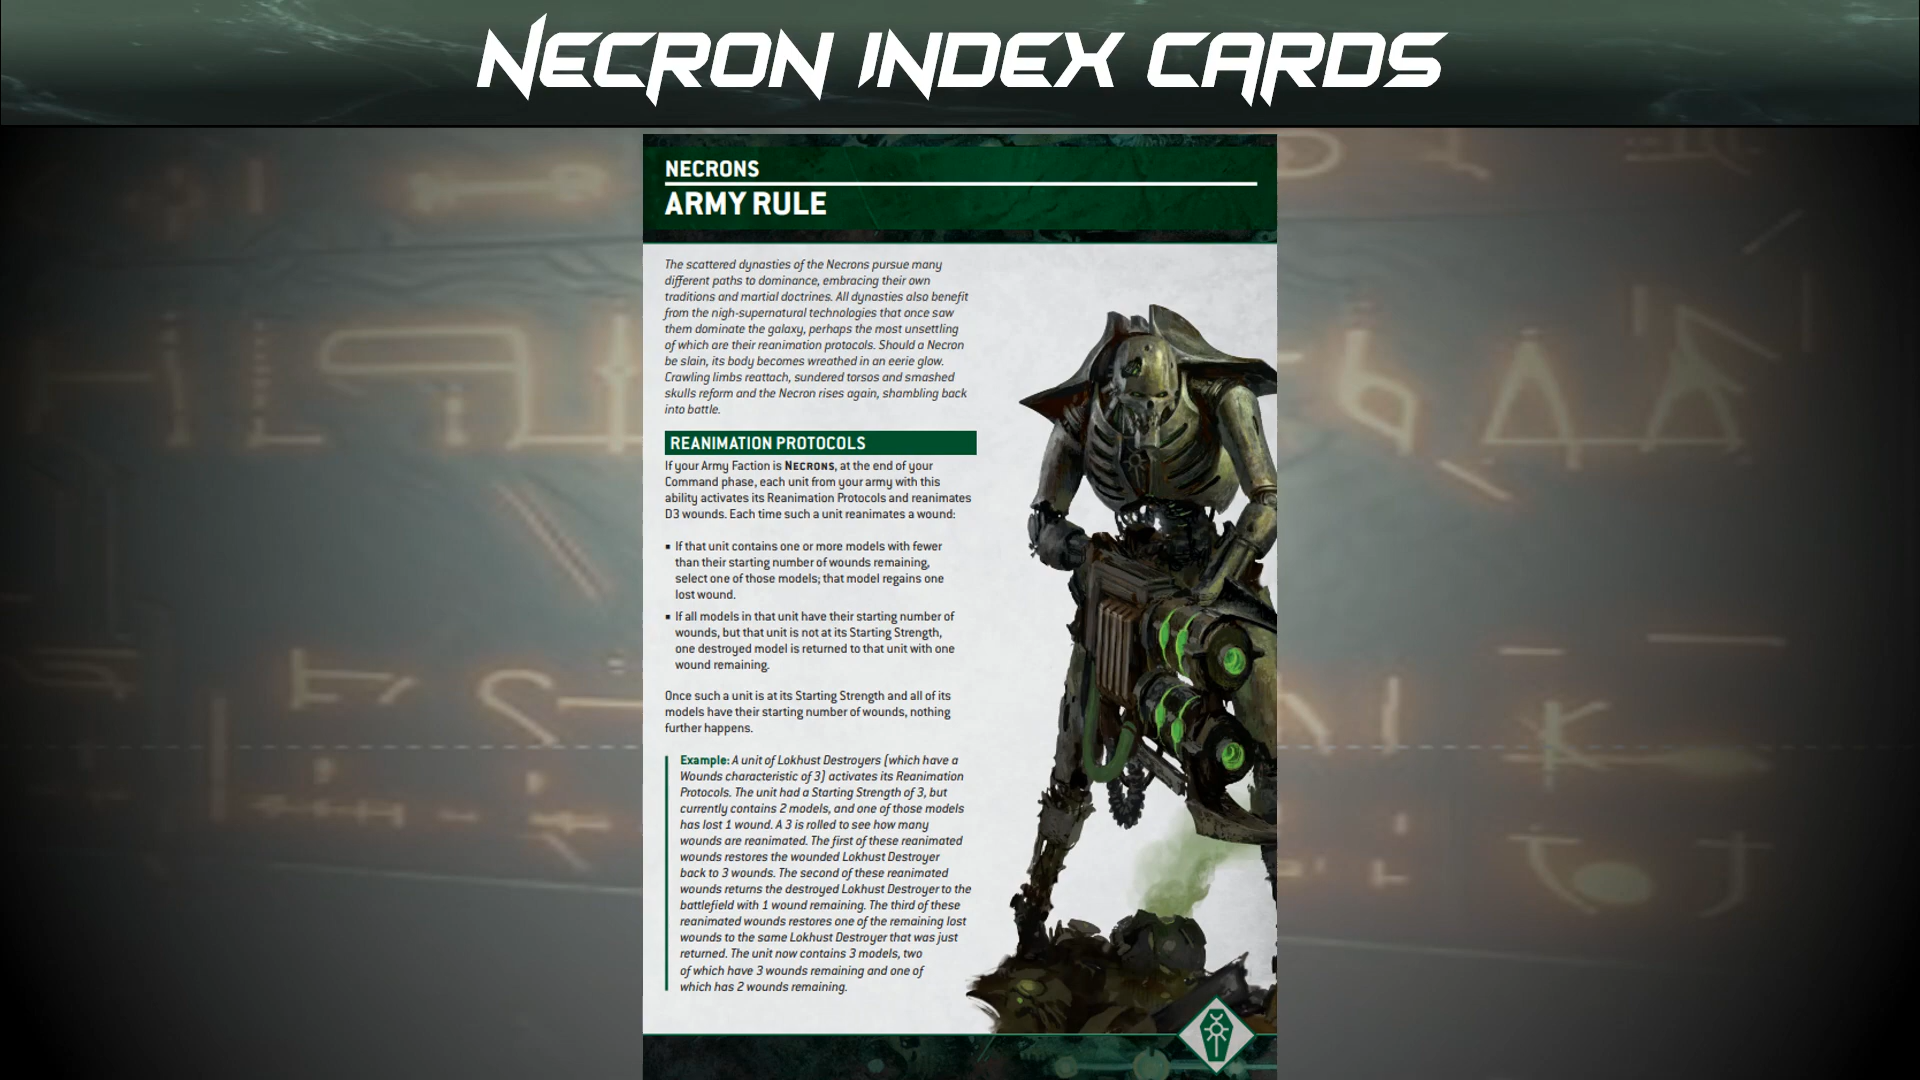 NECRON INDEX CARDS
NECRONS
ARMY RULE
The scattered dynasties of the Necrons pursue many
different paths to dominance, embracing their own
traditions and martial doctrines. All dynasties also benefit
from the nigh-supernatural technologies that once saw
them dominate the galaxy, perhaps the most unsettling
of which are their reanimation protocols. Should a Necron
be slain, its body becomes wreathed in an eerie glow.
Crawling limbs reattach, sundered torsos and smashed
skulls reform and the Necron rises again, shambling back
into battle.
REANIMATION PROTOCOLS
If your Army Faction is NECRONS, at the end of your
Command phase, each unit from your army with this
ability activates its Reanimation Protocols and reanimates
D3 wounds. Each time such a unit reanimates a wound:
▪ If that unit contains one or more models with fewer
than their starting number of wounds remaining,
select one of those models; that model regains one
lost wound.
▪ If all models in that unit have their starting number of
wounds, but that unit is not at its Starting Strength,
one destroyed model is returned to that unit with one
wound remaining.
Once such a unit is at its Starting Strength and all of its
models have their starting number of wounds, nothing
further happens.
Example: A unit of Lokhust Destroyers (which have a
Wounds characteristic of 3) activates its Reanimation
Protocols. The unit had a Starting Strength of 3, but
currently contains 2 models, and one of those models
has lost 1 wound. A 3 is rolled to see how many
wounds are reanimated. The first of these reanimated
wounds restores the wounded Lokhust Destroyer
back to 3 wounds. The second of these reanimated
wounds returns the destroyed Lokhust Destroyer to the
battlefield with 1 wound remaining. The third of these
reanimated wounds restores one of the remaining lost
wounds to the same Lokhust Destroyer that was just
returned. The unit now contains 3 models, two
of which have 3 wounds remaining and one of
which has 2 wounds remaining.